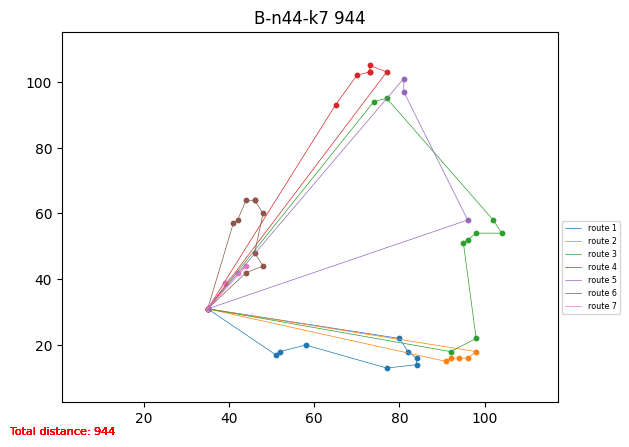 B-n44-k7 944
100
80
60
40
20
20 40 60 80 100
route 1
route 2
route 3
route 4
route 5
route 6
route 7
Total distance: 944